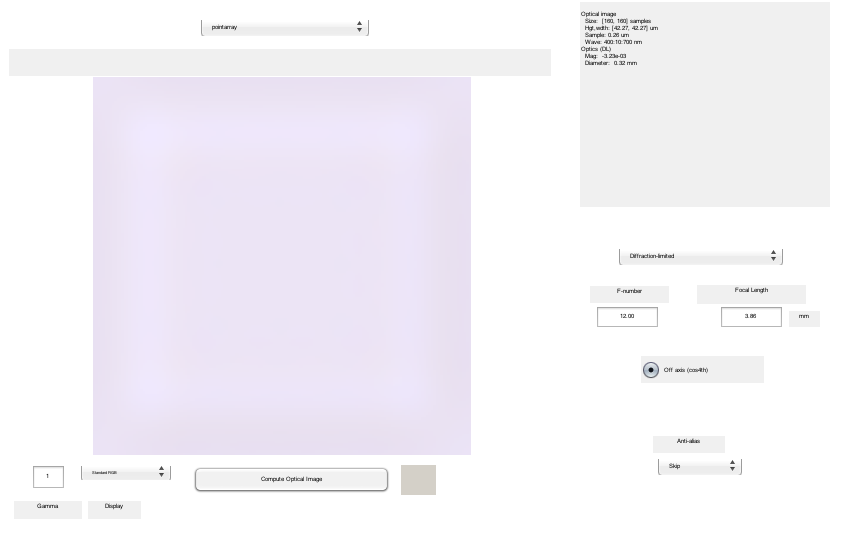 pointarray
Optical image
Size: [160, 160] samples
Hgt,wdth: [42.27, 42.27] um
Sample: 0.26 um
Wave: 400:10:700 nm
Optics (DL)
Mag: -3.23e-03
Diameter: 0.32 mm
Diffraction-limited
F-number
Focal Length
12.00
3.86
mm
Off axis (cos4th)
Anti-alias
Skip
1
Standard RGB
Compute Optical Image
Gamma
Display